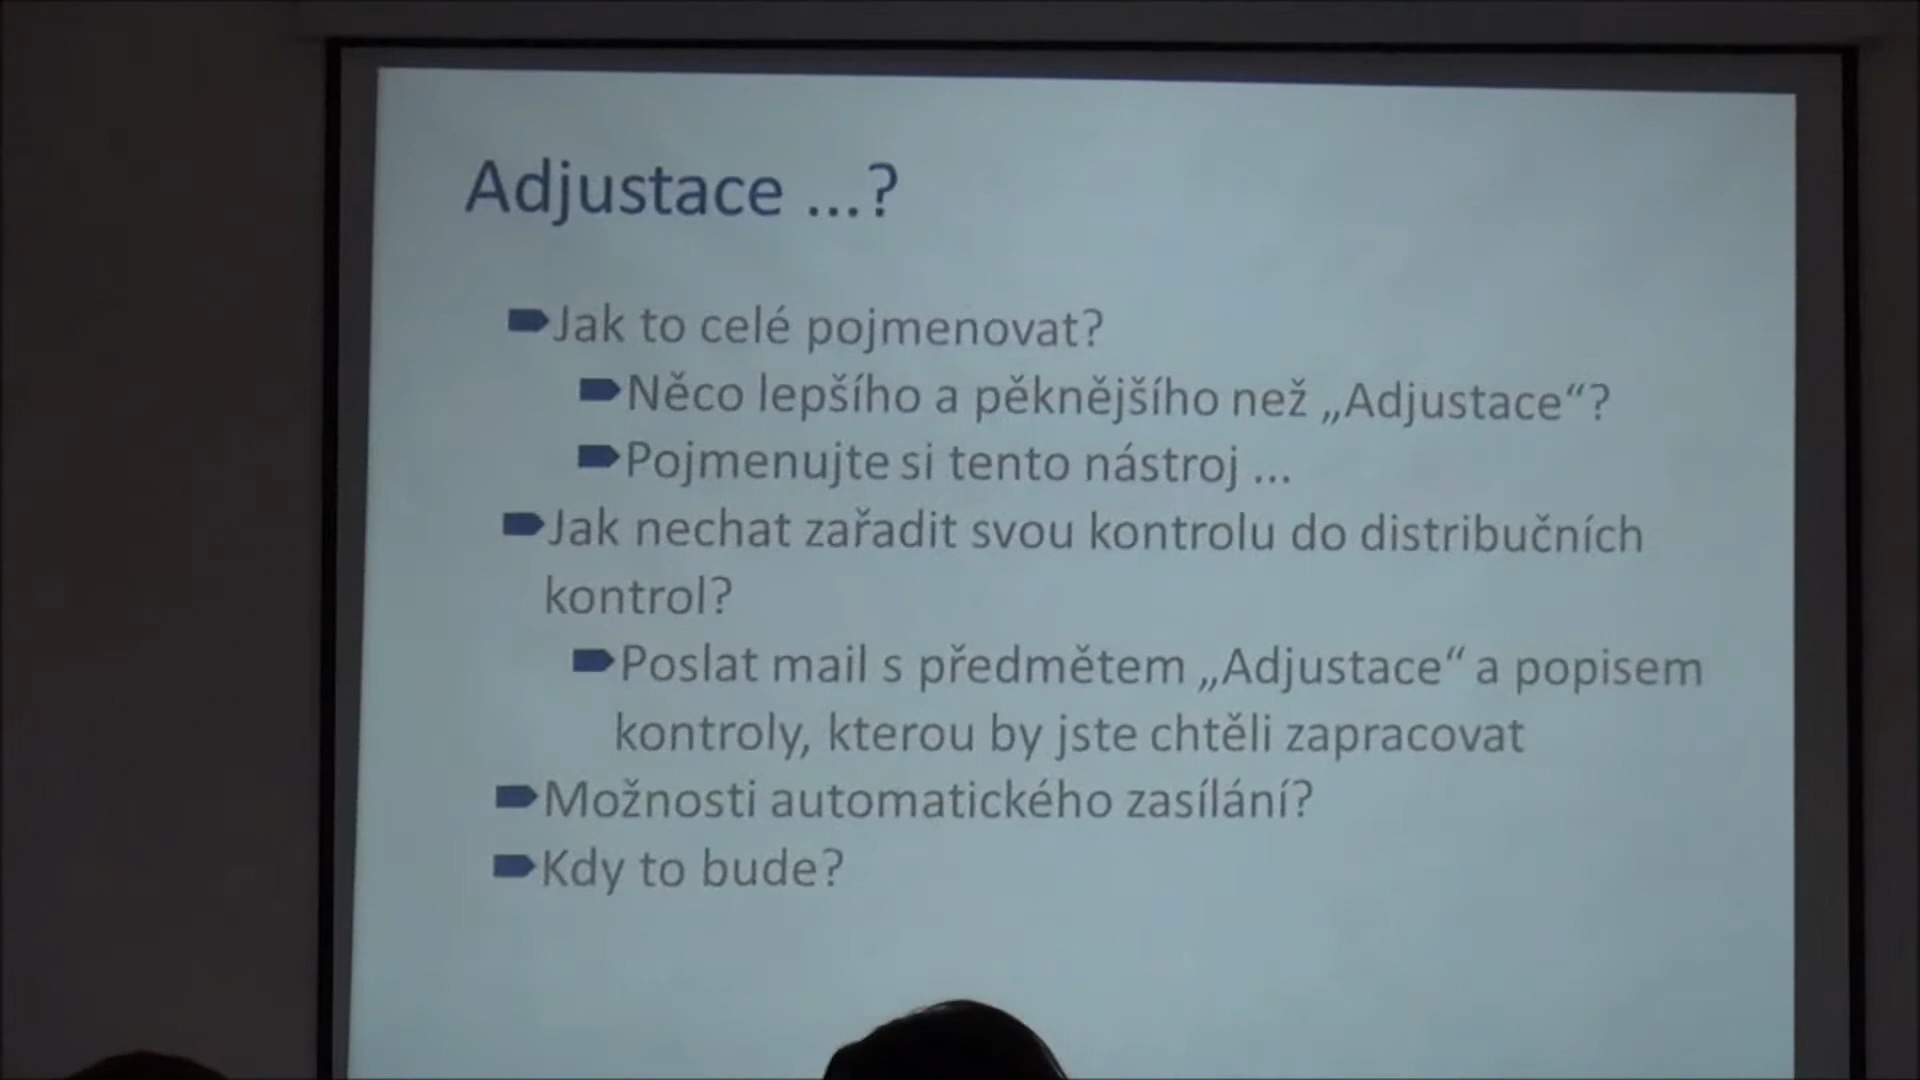 Adjustace ...?
Jak to celé pojmenovat?
Něco lepšího a pěknějšího než „Adjustace“?
Pojmenujte si tento nástroj ...
Jak nechat zařadit svou kontrolu do distribučních
kontrol?
Poslat mail s předmětem „Adjustace“ a popisem
kontroly, kterou by jste chtěli zapracovat
Možnosti automatického zasílání?
Kdy to bude?